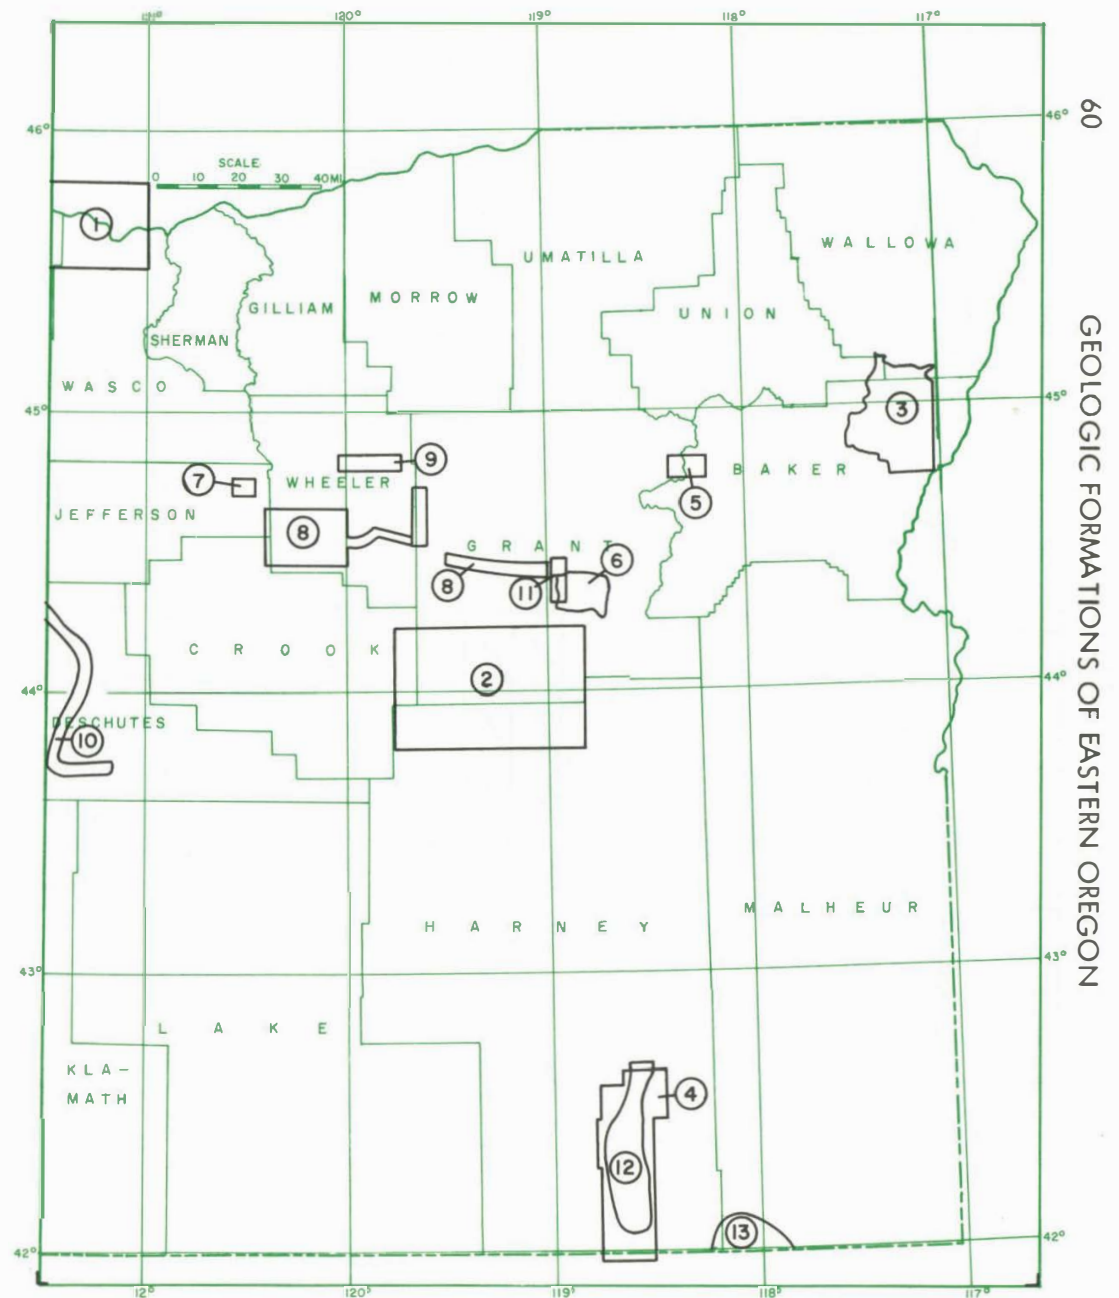 121° 120° 119° 118° 117°
60
GEOLOGIC FORMATIONS OF EASTERN OREGON
46° 46°
SCALE
0 10 20 30 40MI.
1
WALLOWA
UMATILLA
MORROW
GILLIAM
UNION
SHERMAN
WASCO
45° 45°
3
9
BAKER
7
WHEELER
5
JEFFERSON
8
GRANT
6
8
11
CROOK
2
44° 44°
DESCHUTES
10
MALHEUR
HARNEY
43° 43°
LAKE
KLA-
MATH
4
12
13
42° 42°
120° 119° 118° 117°